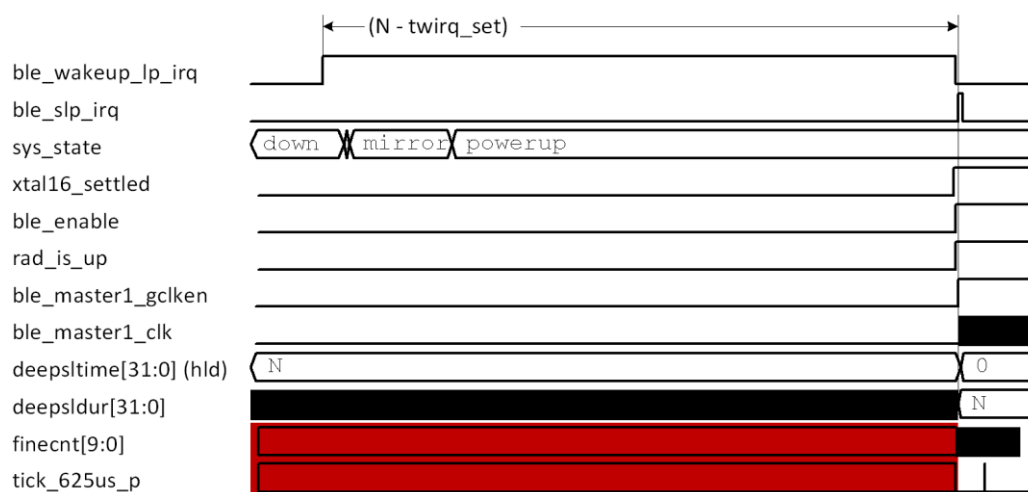 (N - twirq_set)
ble_wakeup_lp_irq
ble_slp_irq
sys_state down mirror powerup
xtal16_settled
ble_enable
rad_is_up
ble_master1_gclken
ble_master1_clk
deepsltime[31:0] (hld) N 0
deepsldur[31:0] N
finecnt[9:0]
tick_625us_p